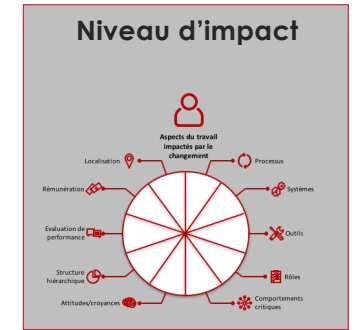 Niveau d'impact
Aspects du travail
impactés par le
changement
Localisation
Processus
Rémunération
Systèmes
Evaluation de
performance
Outils
Structure
hiérarchique
Rôles
Attitudes/croyances
Comportements
critiques